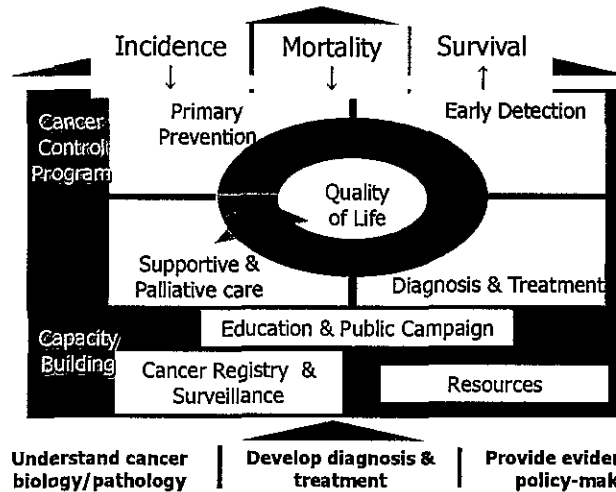 Incidence Mortality Survival
↓ ↓ ↑
Cancer
Control
Program
Primary
Prevention
Early Detection
Quality
of Life
Supportive &
Palliative care
Diagnosis & Treatment
Education & Public Campaign
Capacity
Building
Cancer Registry &
Surveillance
Resources
Understand cancer
biology/pathology
Develop diagnosis &
treatment
Provide